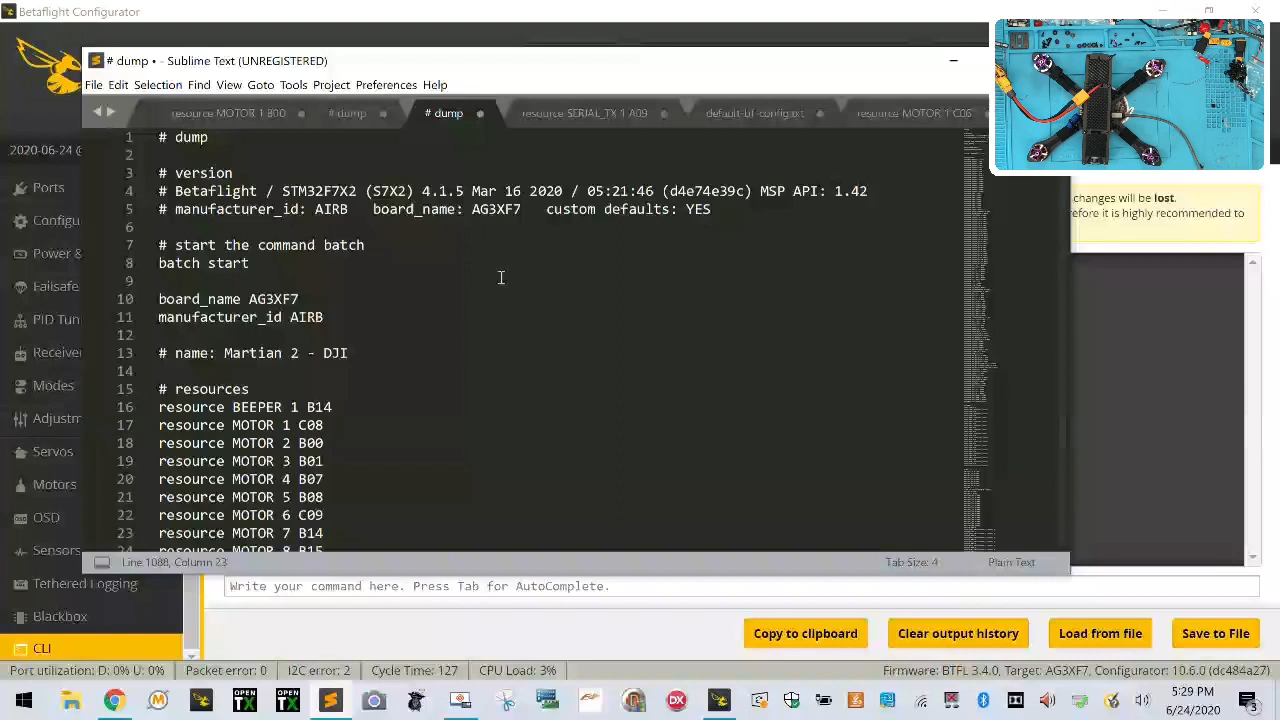 Betaflight Configurator
# dump • - Sublime Text (UNREGISTERED)
File Edit Selection Find View Goto Tools Project Preferences Help
resource MOTOR 1 B00
# dump
# dump
resource SERIAL_TX 1 A09
default-bf-config.txt
resource MOTOR 1 C06
1 # dump
2
3 # version
4 # Betaflight / STM32F7X2 (S7X2) 4.1.5 Mar 16 2020 / 05:21:46 (d4e74e39c) MSP API: 1.42
5 # manufacturer_id: AIRB board_ AG3XF7 custom defaults: YES
6
7 # start the command batch
8 batch start
9
10 board_name AG3XF7
11 manufacturer_id AIRB
12
13 # name: 2 - DJI
14
15 # resources
16 resource BEEPER 1 B14
17 resource MOTOR 1 C08
18 resource MOTOR 2 B00
19 resource MOTOR 3 B01
20 resource MOTOR 4 B07
21 resource MOTOR 5 B08
22 resource MOTOR 6 C09
23 resource MOTOR 7 B14
24 resource MOTOR 8 B15
Line 1088, Column 23
Tab Size: 4
Plain Text
2020-06-24 @
Ports
Configu
Power &
Failsafe
PID Tun
Receiver
Modes
Adjustm
Servos
Motors
OSD
Sensors
Tethered Logging
Blackbox
CLI
changes will be lost.
refore it is highly recommended to
Write your command here. Press Tab for AutoComplete.
Copy to clipboard
Clear output history
Load from file
Save to File
Port utilization: D: 0% U: 0%
Packet error: 0
I2C error: 2
Cycle Time: 127
CPU Load: 3%
Firmware: BTFL 3.4.0, Target: AG3XF7, Configurator: 10.6.0 (dc484a27)
OPEN TX
OPEN TX
DX
5:29 PM
6/24/2020
3